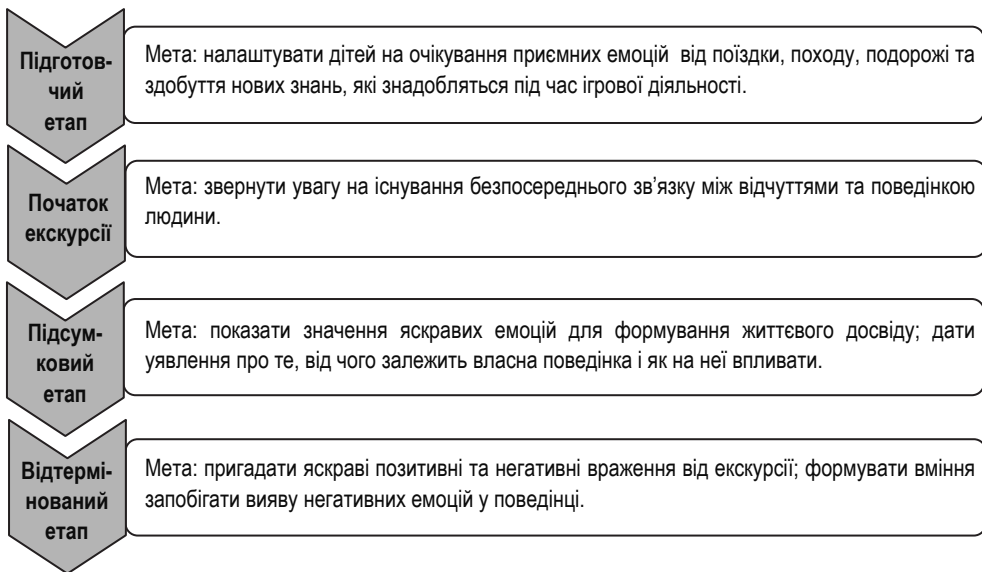 Підготов-
чий
етап
Мета: налаштувати дітей на очікування приємних емоцій від поїздки, походу, подорожі та
здобуття нових знань, які знадобляться під час ігрової діяльності.
Початок
екскурсії
Мета: звернути увагу на існування безпосереднього зв’язку між відчуттями та поведінкою
людини.
Підсум-
ковий
етап
Мета: показати значення яскравих емоцій для формування життєвого досвіду; дати
уявлення про те, від чого залежить власна поведінка і як на неї впливати.
Відтермі-
нований
етап
Мета: пригадати яскраві позитивні та негативні враження від екскурсії; формувати вміння
запобігати вияву негативних емоцій у поведінці.